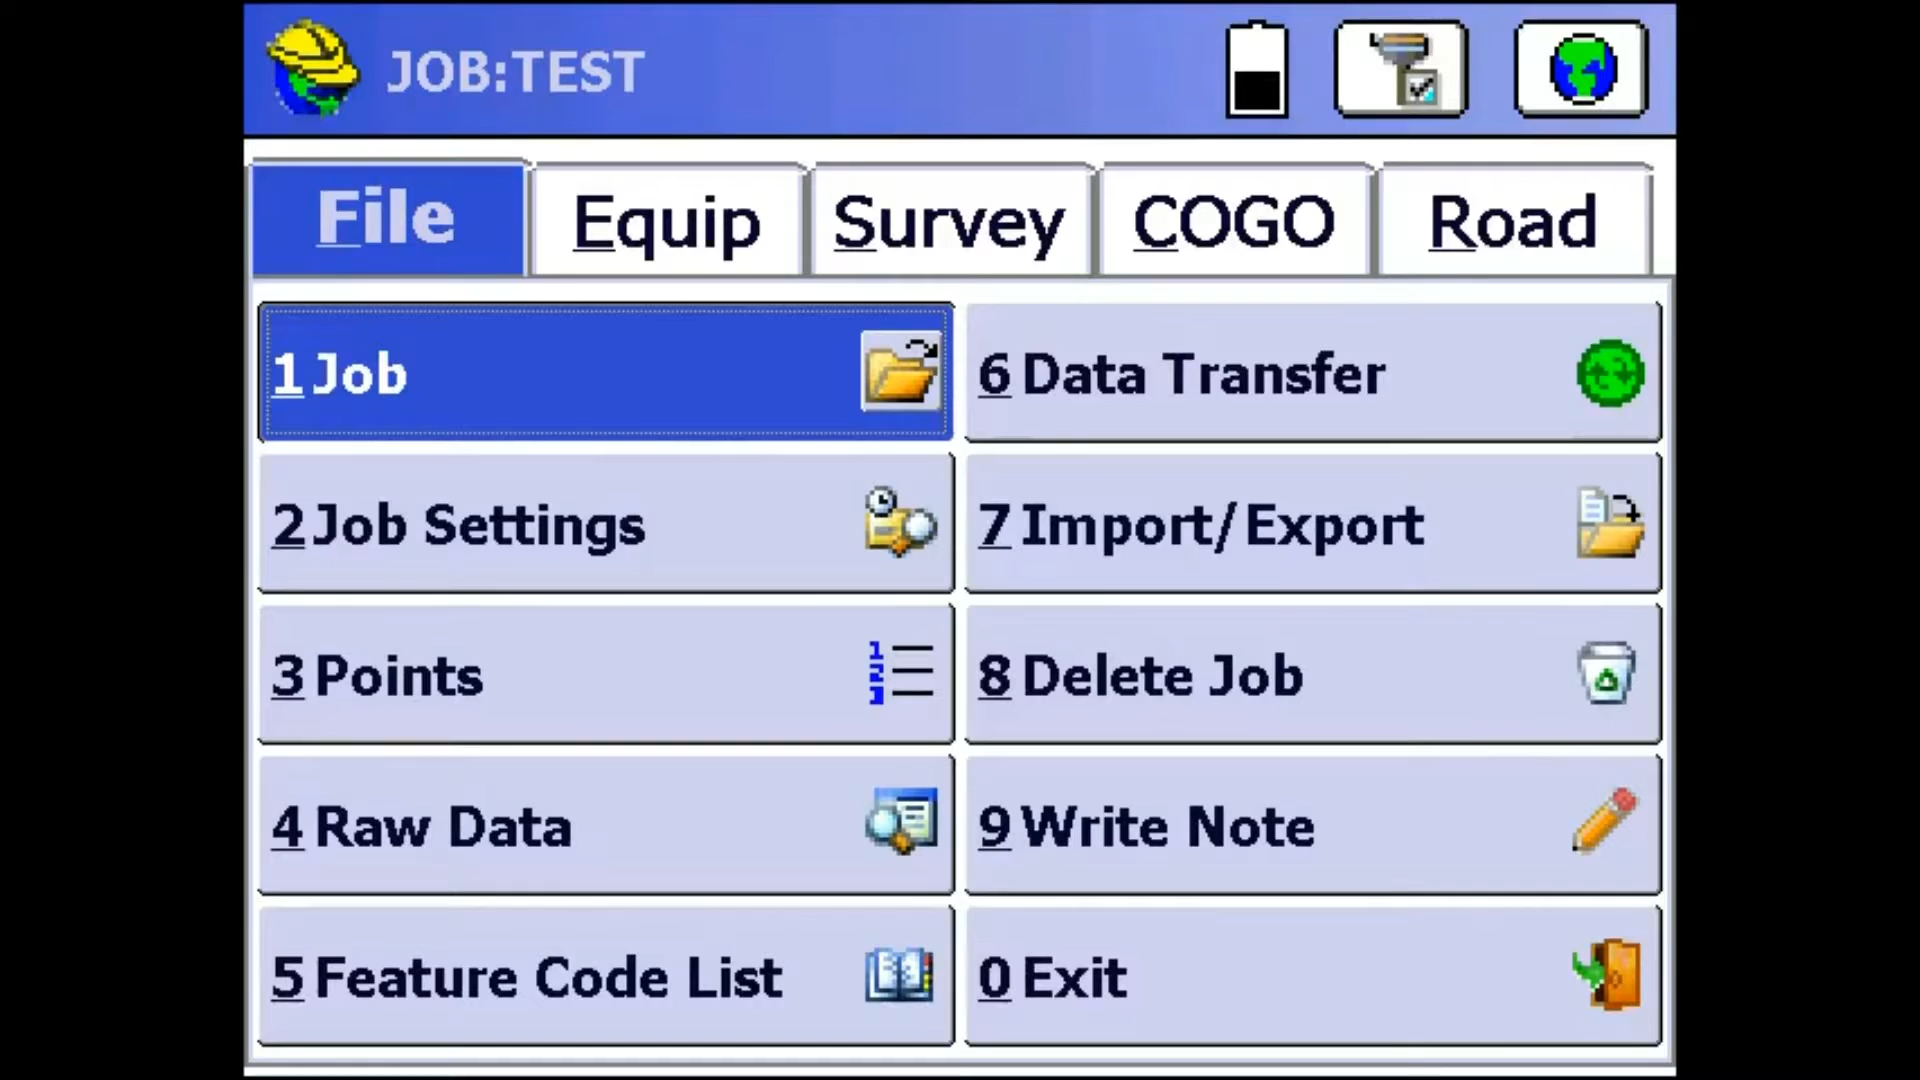 JOB:TEST
File Equip Survey COGO Road
1 Job
6 Data Transfer
2 Job Settings
7 Import/Export
3 Points
8 Delete Job
4 Raw Data
9 Write Note
5 Feature Code List
0 Exit